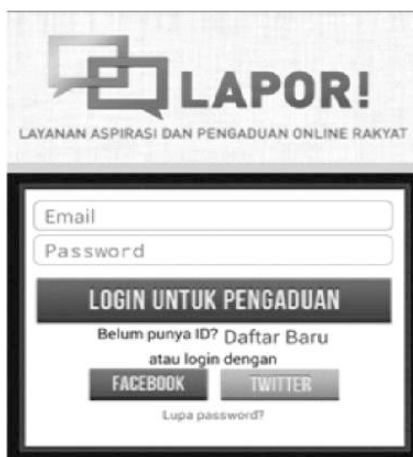 LAPOR!
LAYANAN ASPIRASI DAN PENGADUAN ONLINE RAKYAT
Email
Password
LOGIN UNTUK PENGADUAN
Belum punya ID? Daftar Baru
atau login dengan
FACEBOOK TWITTER
Lupa password?